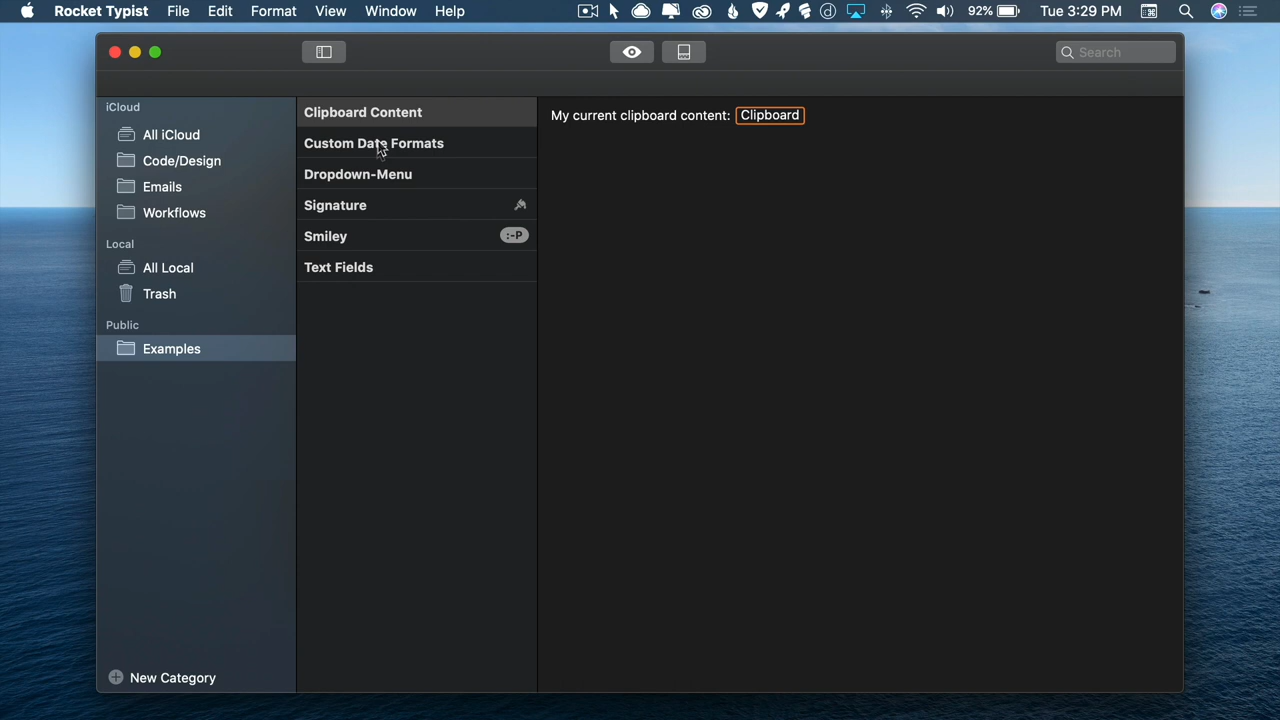 Rocket Typist File Edit Format View Window Help 92% Tue 3:29 PM
Search
iCloud
All iCloud
Code/Design
Emails
Workflows
Local
All Local
Trash
Public
Examples
New Category
Clipboard Content
Custom Date Formats
Dropdown-Menu
Signature
Smiley :-P
Text Fields
My current clipboard content: Clipboard